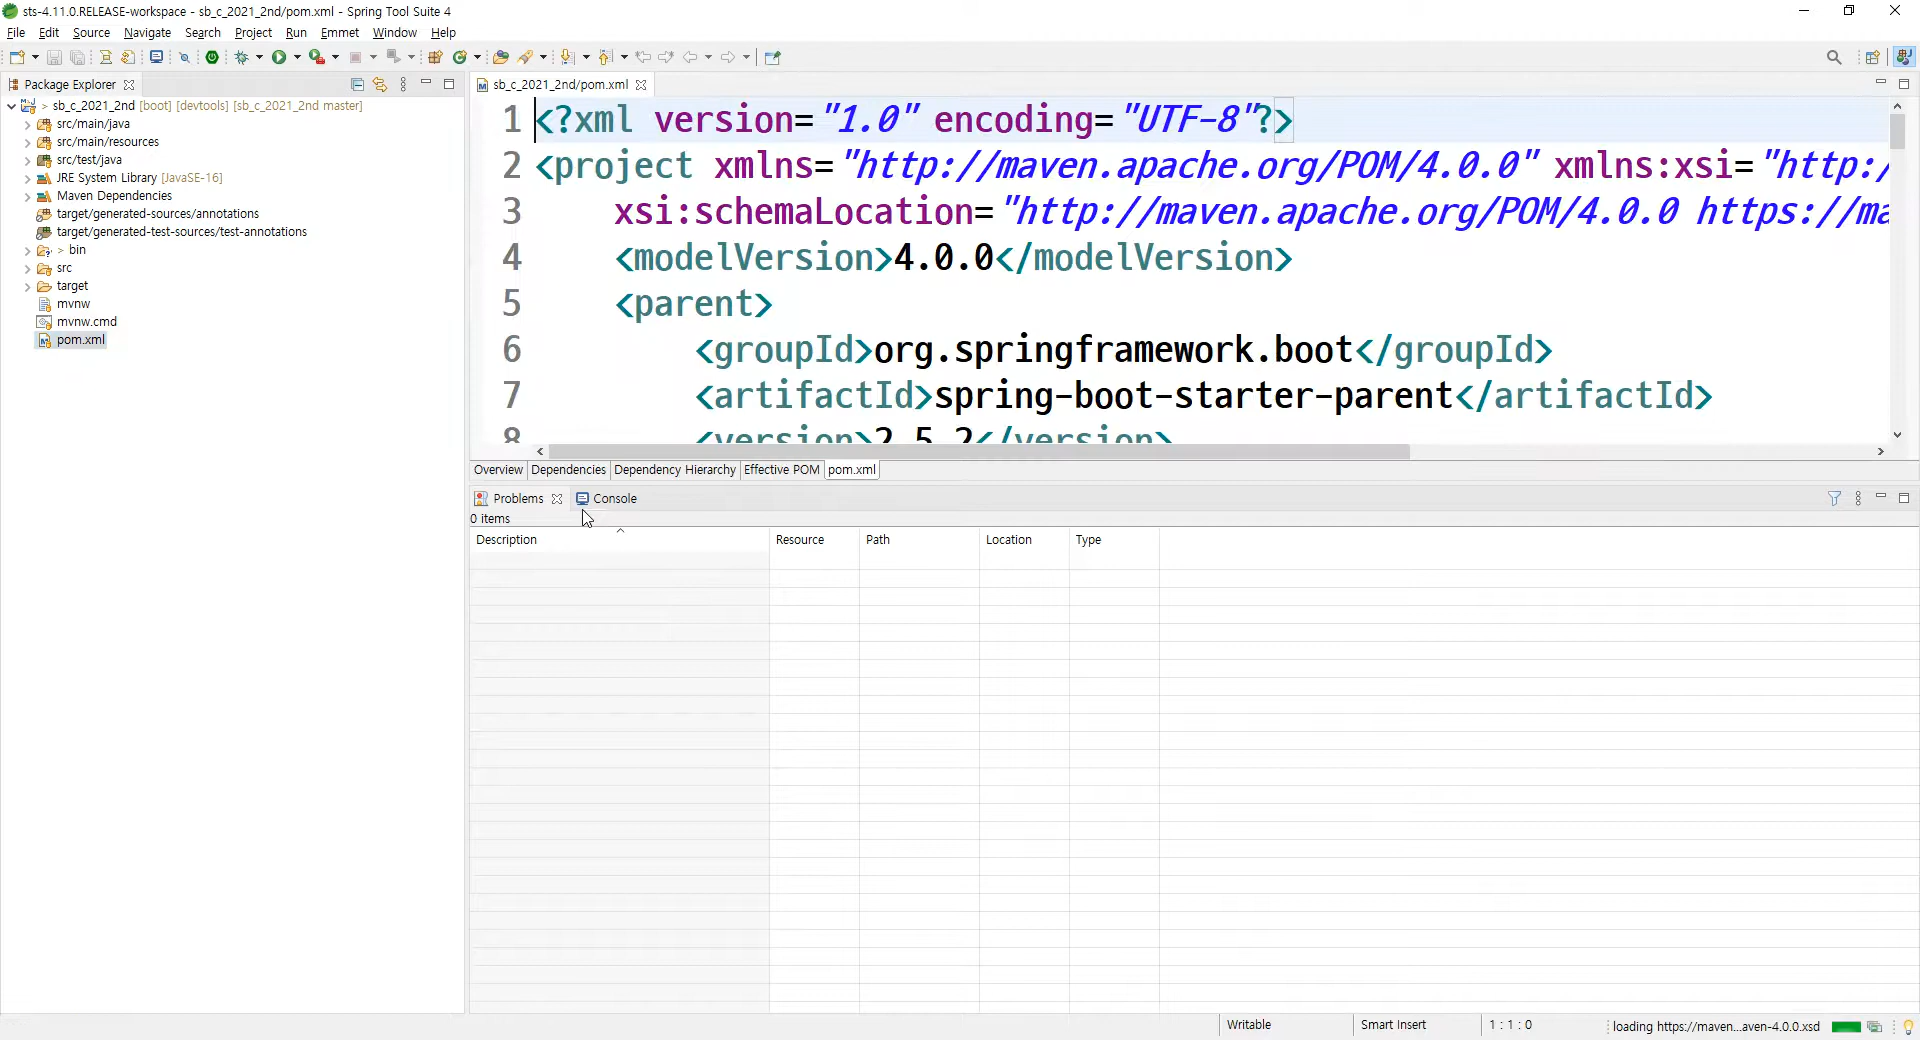 sts-4.11.0.RELEASE-workspace - sb_c_2021_2nd/pom.xml - Spring Tool Suite 4
File Edit Source Navigate Search Project Run Emmet Window Help
Package Explorer
sb_c_2021_2nd/pom.xml
> sb_c_2021_2nd [boot] [devtools] [sb_c_2021_2nd master]
src/main/java
src/main/resources
src/test/java
JRE System Library [JavaSE-16]
Maven Dependencies
target/generated-sources/annotations
target/generated-test-sources/test-annotations
> bin
src
target
mvnw
mvnw.cmd
pom.xml
1 <?xml version="1.0" encoding="UTF-8"?>
2 <project xmlns="http://maven.apache.org/POM/4.0.0" xmlns:xsi="http:/
3 xsi:schemaLocation="http://maven.apache.org/POM/4.0.0 https://ma
4 <modelVersion>4.0.0</modelVersion>
5 <parent>
6 <groupId>org.springframework.boot</groupId>
7 <artifactId>spring-boot-starter-parent</artifactId>
8 <version>2.5.2</version>
Overview Dependencies Dependency Hierarchy Effective POM pom.xml
Problems Console
0 items
Description Resource Path Location Type
Writable Smart Insert 1 : 1 : 0 loading https://maven...aven-4.0.0.xsd